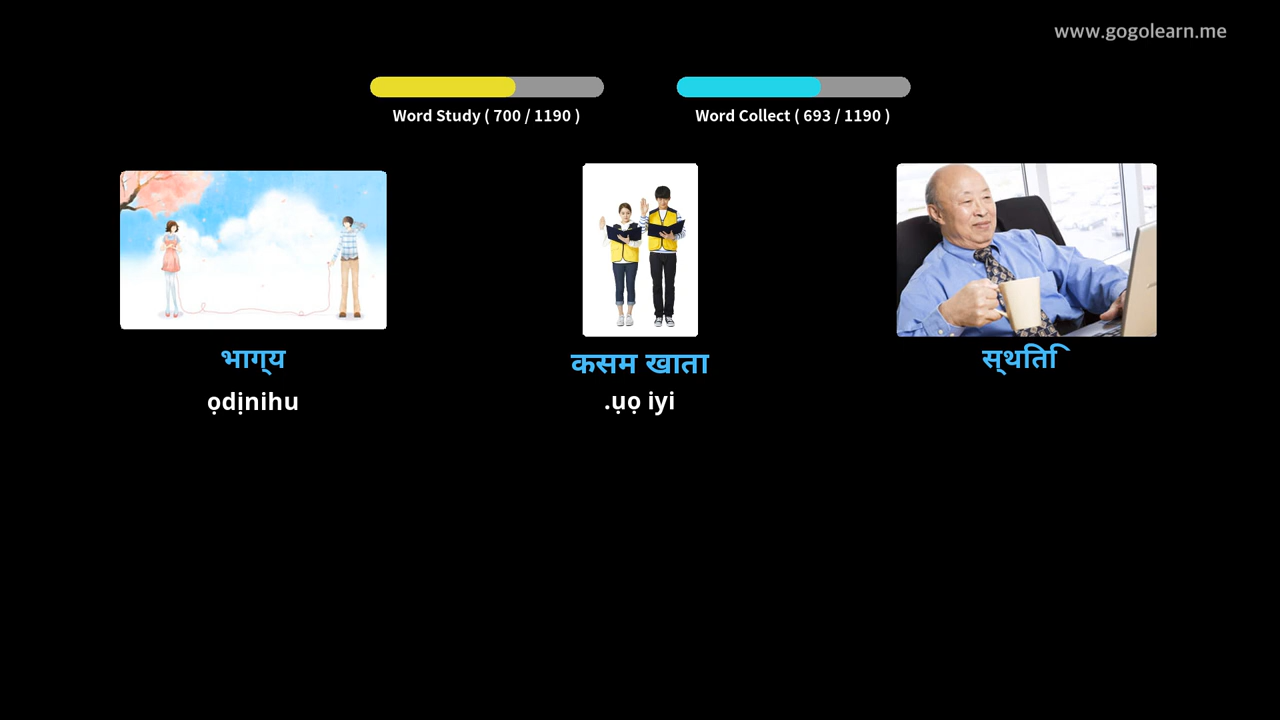 www.gogolearn.me
Word Study ( 700 / 1190 )
Word Collect ( 693 / 1190 )
भाग्य
ọdịnihu
कसम खाता
.ụọ iyi
स्थिति